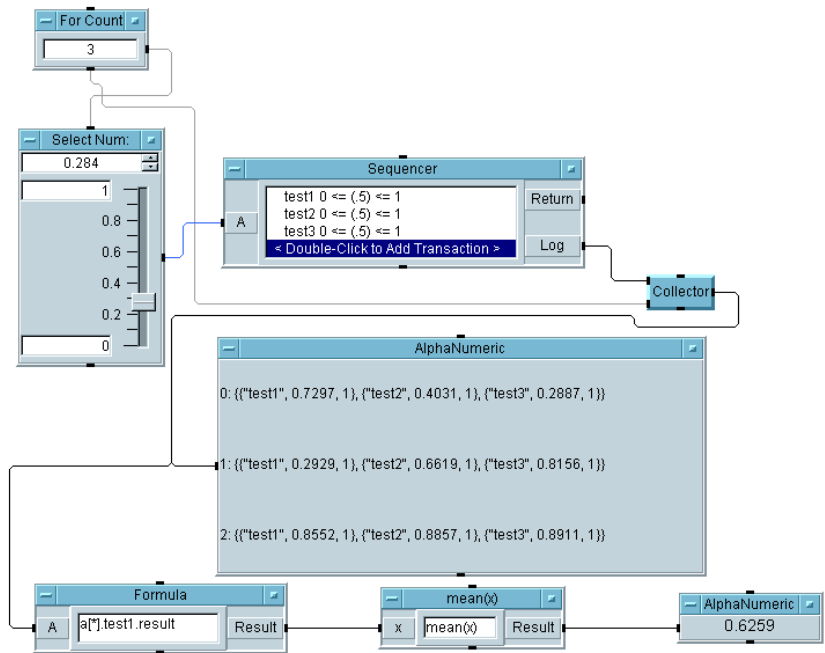 For Count
3
Select Num:
0.284
1
0.8
0.6
0.4
0.2
0
Sequencer
A
test1 0 <= (.5) <= 1
test2 0 <= (.5) <= 1
test3 0 <= (.5) <= 1
< Double-Click to Add Transaction >
Return
Log
Collector
AlphaNumeric
0: {{"test1", 0.7297, 1}, {"test2", 0.4031, 1}, {"test3", 0.2887, 1}}
1: {{"test1", 0.2929, 1}, {"test2", 0.6619, 1}, {"test3", 0.8156, 1}}
2: {{"test1", 0.8552, 1}, {"test2", 0.8857, 1}, {"test3", 0.8911, 1}}
Formula
A
a[*].test1.result
Result
mean(x)
x
mean(x)
Result
AlphaNumeric
0.6259